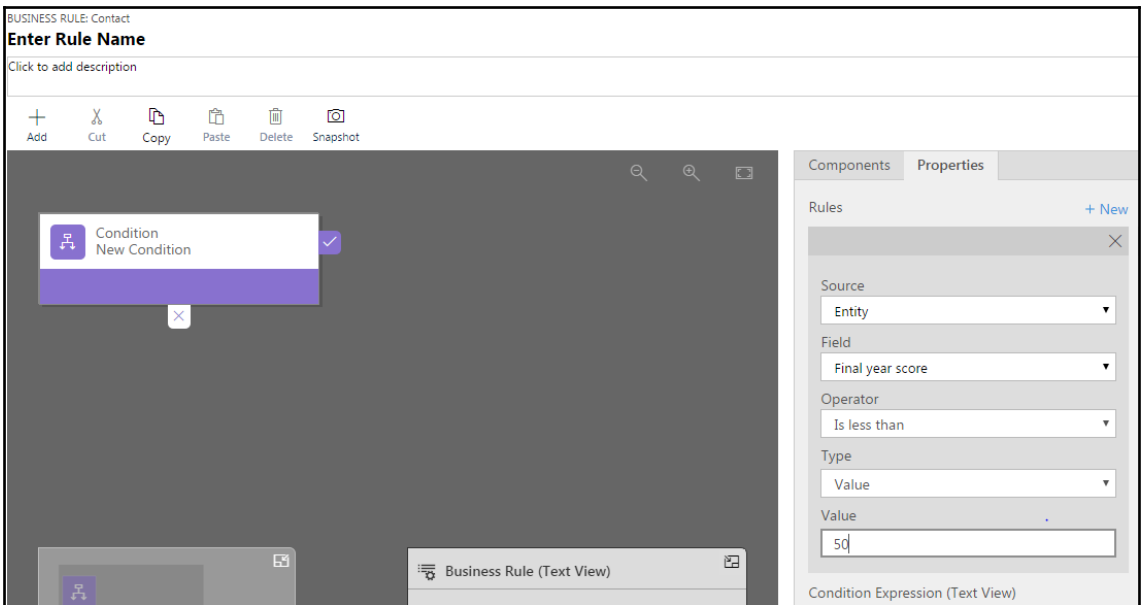 BUSINESS RULE: Contact
Enter Rule Name
Click to add description
Add Cut Copy Paste Delete Snapshot
Components Properties
Rules + New
Condition
New Condition
Source
Entity
Field
Final year score
Operator
Is less than
Type
Value
Value
50
Business Rule (Text View)
Condition Expression (Text View)